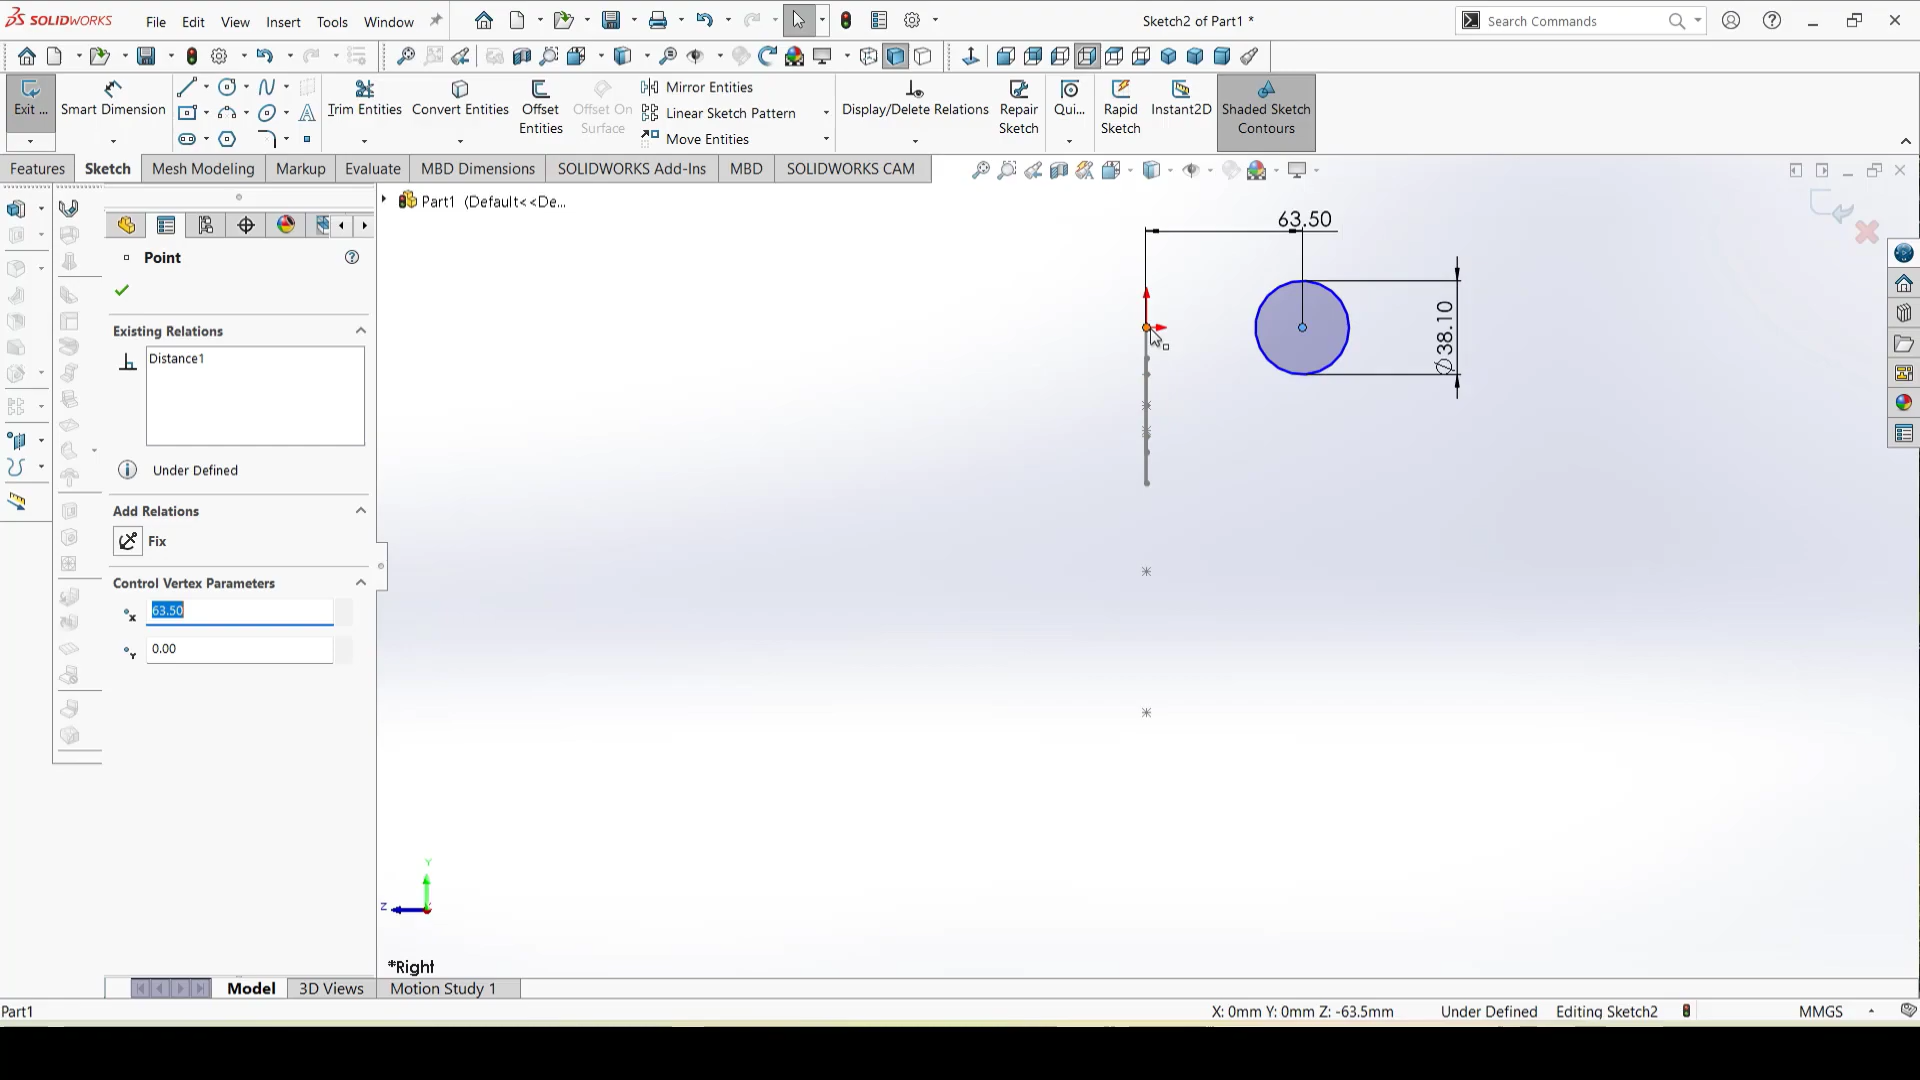 SOLIDWORKS File Edit View Insert Tools Window Sketch2 of Part1 * Search Commands
Exit ... Smart Dimension Trim Entities Convert Entities Offset Entities Offset On Surface Mirror Entities Linear Sketch Pattern Move Entities Display/Delete Relations Repair Sketch Qui... Rapid Sketch Instant2D Shaded Sketch Contours
Features Sketch Mesh Modeling Markup Evaluate MBD Dimensions SOLIDWORKS Add-Ins MBD SOLIDWORKS CAM
Part1 (Default<<De...
63.50
Ø38.10
Point
Existing Relations
Distance1
Under Defined
Add Relations
Fix
Control Vertex Parameters
X 63.50
Y 0.00
Y
Z
*Right
Model 3D Views Motion Study 1
Part1 X: 0mm Y: 0mm Z: -63.5mm Under Defined Editing Sketch2 MMGS